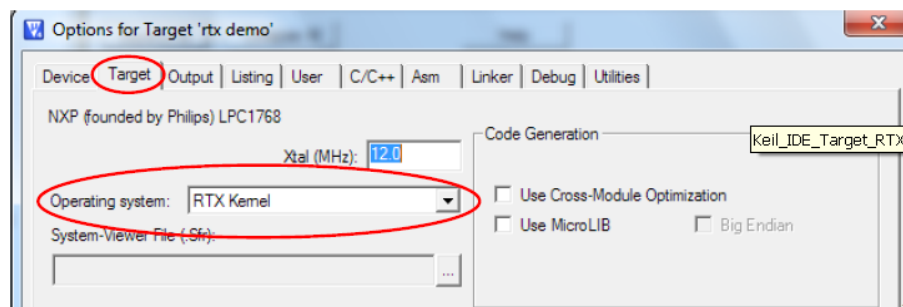 Options for Target 'rtx demo'
Device Target Output Listing User C/C++ Asm Linker Debug Utilities
NXP (founded by Philips) LPC1768
Xtal (MHz): 12.0
Operating system: RTX Kernel
System-Viewer File (.Sfr):
...
Code Generation
Keil_IDE_Target_RTX
Use Cross-Module Optimization
Use MicroLIB Big Endian